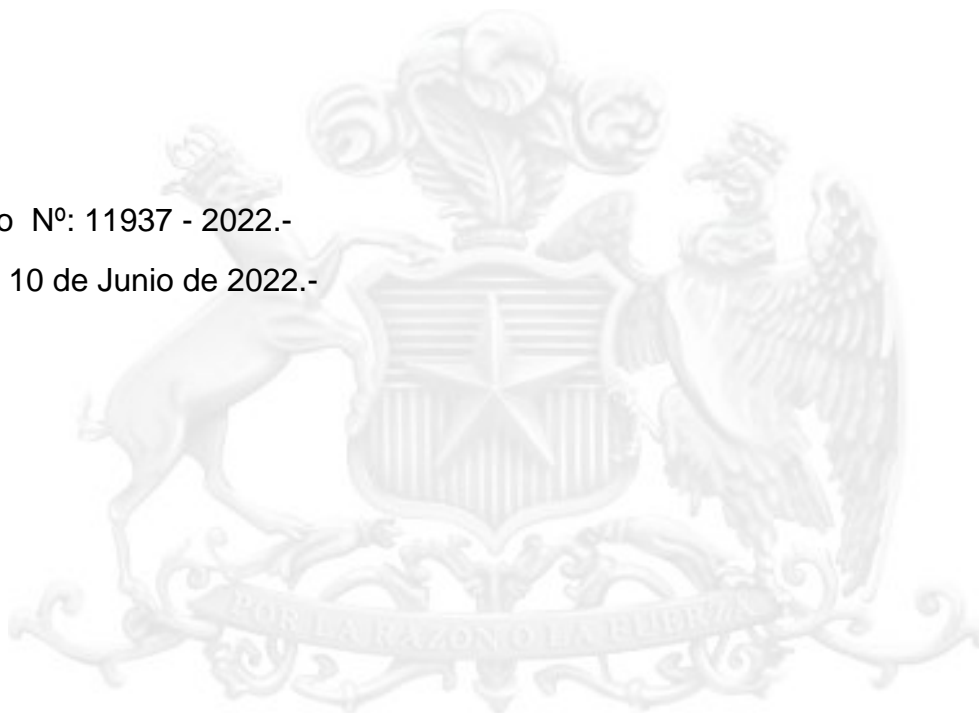 o Nº: 11937 - 2022.-
10 de Junio de 2022.-
POR LA RAZON O LA FUERZA